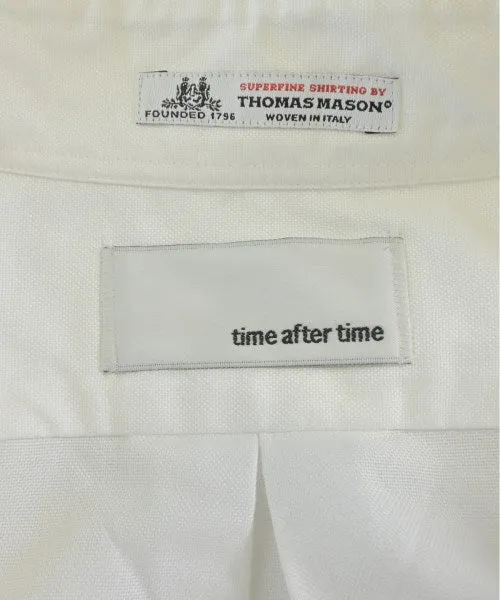 SUPERFINE SHIRTING BY
THOMAS MASON®
FOUNDED 1796
WOVEN IN ITALY
time after time